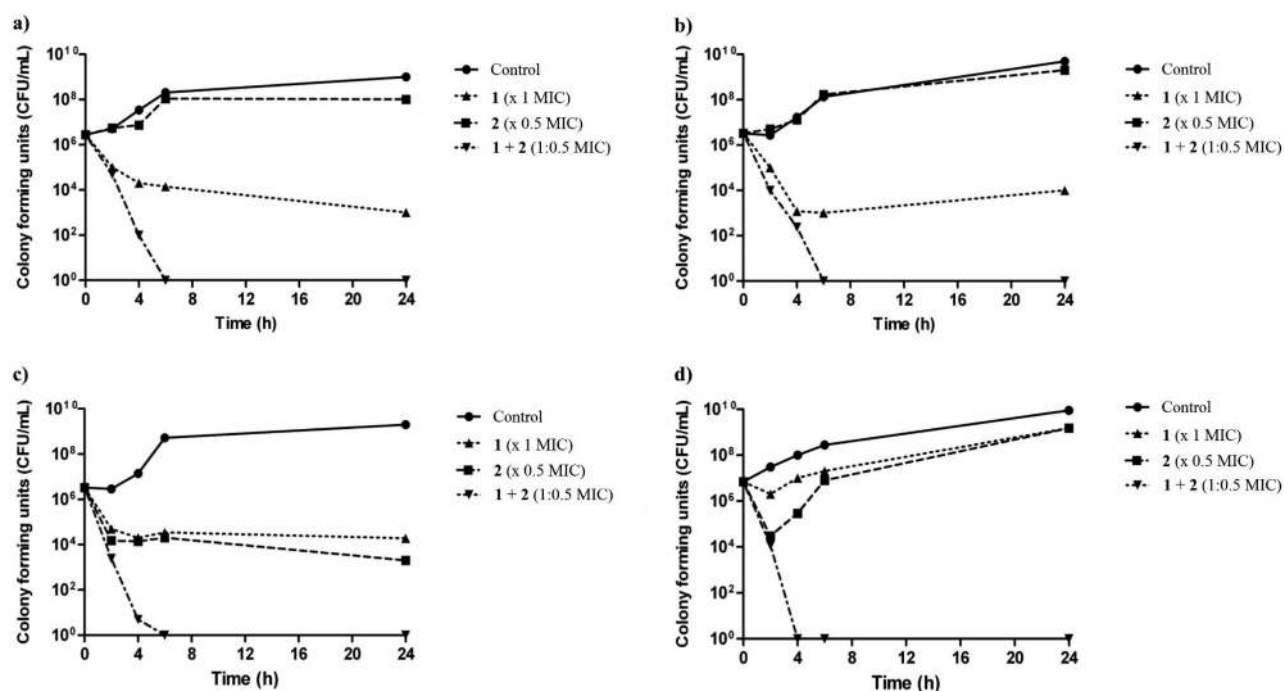 a)
Colony forming units (CFU/mL)
10^10
10^8
10^6
10^4
10^2
10^0
0 4 8 12 16 20 24
Time (h)
Control
1 (x 1 MIC)
2 (x 0.5 MIC)
1 + 2 (1:0.5 MIC)
b)
Colony forming units (CFU/mL)
10^10
10^8
10^6
10^4
10^2
10^0
0 4 8 12 16 20 24
Time (h)
Control
1 (x 1 MIC)
2 (x 0.5 MIC)
1 + 2 (1:0.5 MIC)
c)
Colony forming units (CFU/mL)
10^10
10^8
10^6
10^4
10^2
10^0
0 4 8 12 16 20 24
Time (h)
Control
1 (x 1 MIC)
2 (x 0.5 MIC)
1 + 2 (1:0.5 MIC)
d)
Colony forming units (CFU/mL)
10^10
10^8
10^6
10^4
10^2
10^0
0 4 8 12 16 20 24
Time (h)
Control
1 (x 1 MIC)
2 (x 0.5 MIC)
1 + 2 (1:0.5 MIC)